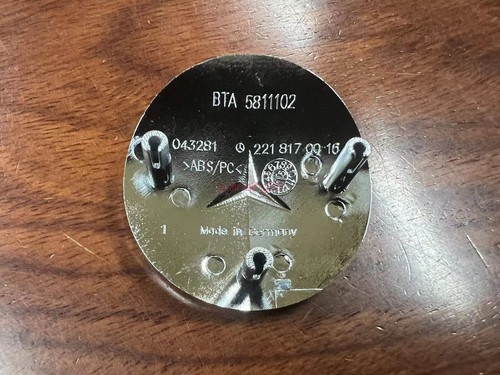 BTA 5811102
043281 221 817 00 16
>ABS/PC<
1 Made in Germany